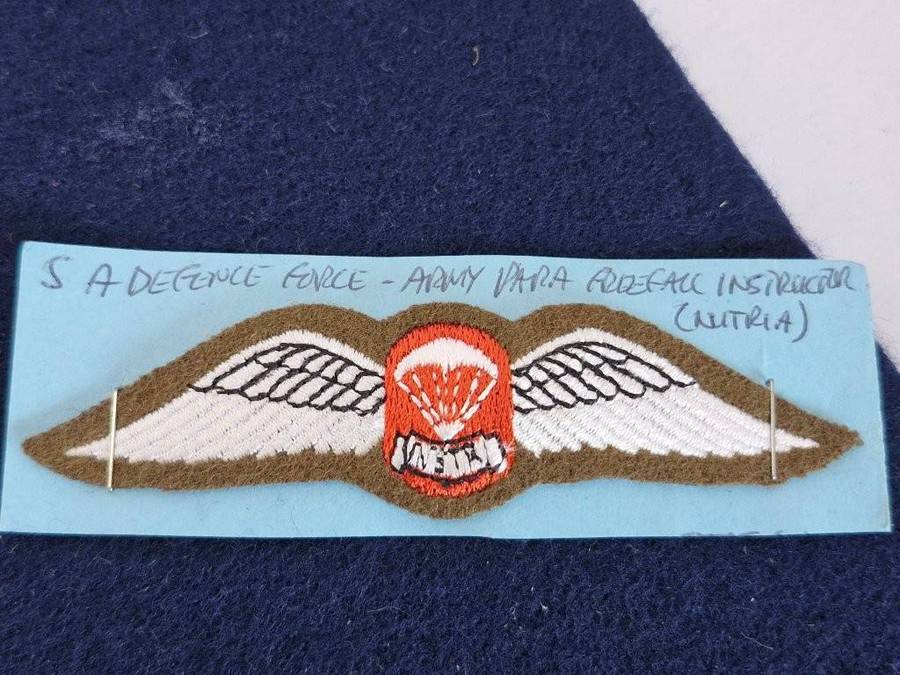 S A DEFENCE FORCE - ARMY PARA FREEFALL INSTRUCTOR
(NUTRIA)